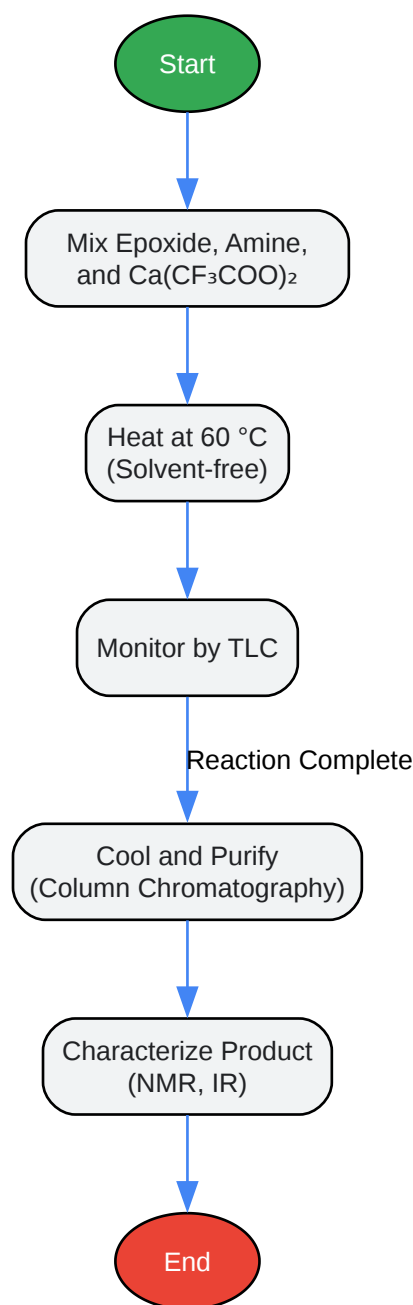 Start
Mix Epoxide, Amine,
and Ca(CF₃COO)₂
Heat at 60 °C
(Solvent-free)
Monitor by TLC
Reaction Complete
Cool and Purify
(Column Chromatography)
Characterize Product
(NMR, IR)
End